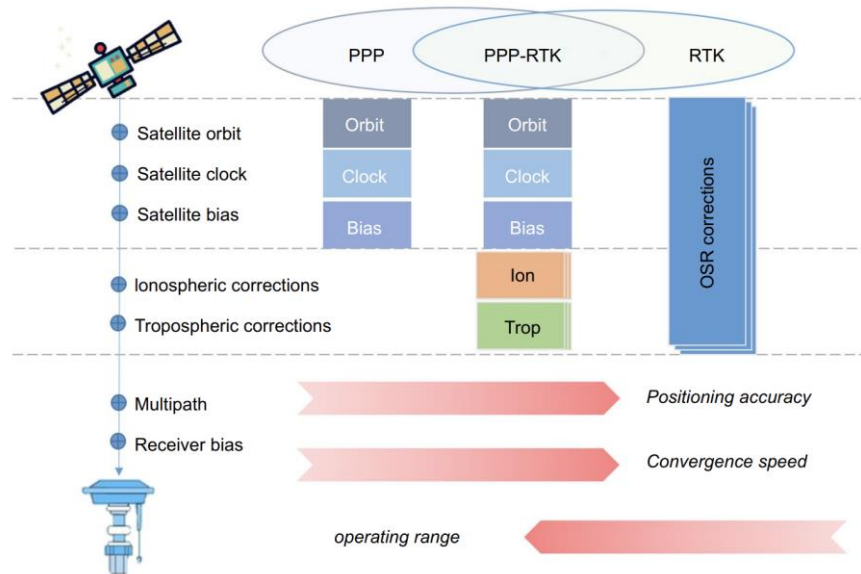 PPP
PPP-RTK
RTK
Satellite orbit
Orbit
Orbit
Satellite clock
Clock
Clock
Satellite bias
Bias
Bias
OSR corrections
Ionospheric corrections
Ion
Tropospheric corrections
Trop
Multipath
Positioning accuracy
Receiver bias
Convergence speed
operating range